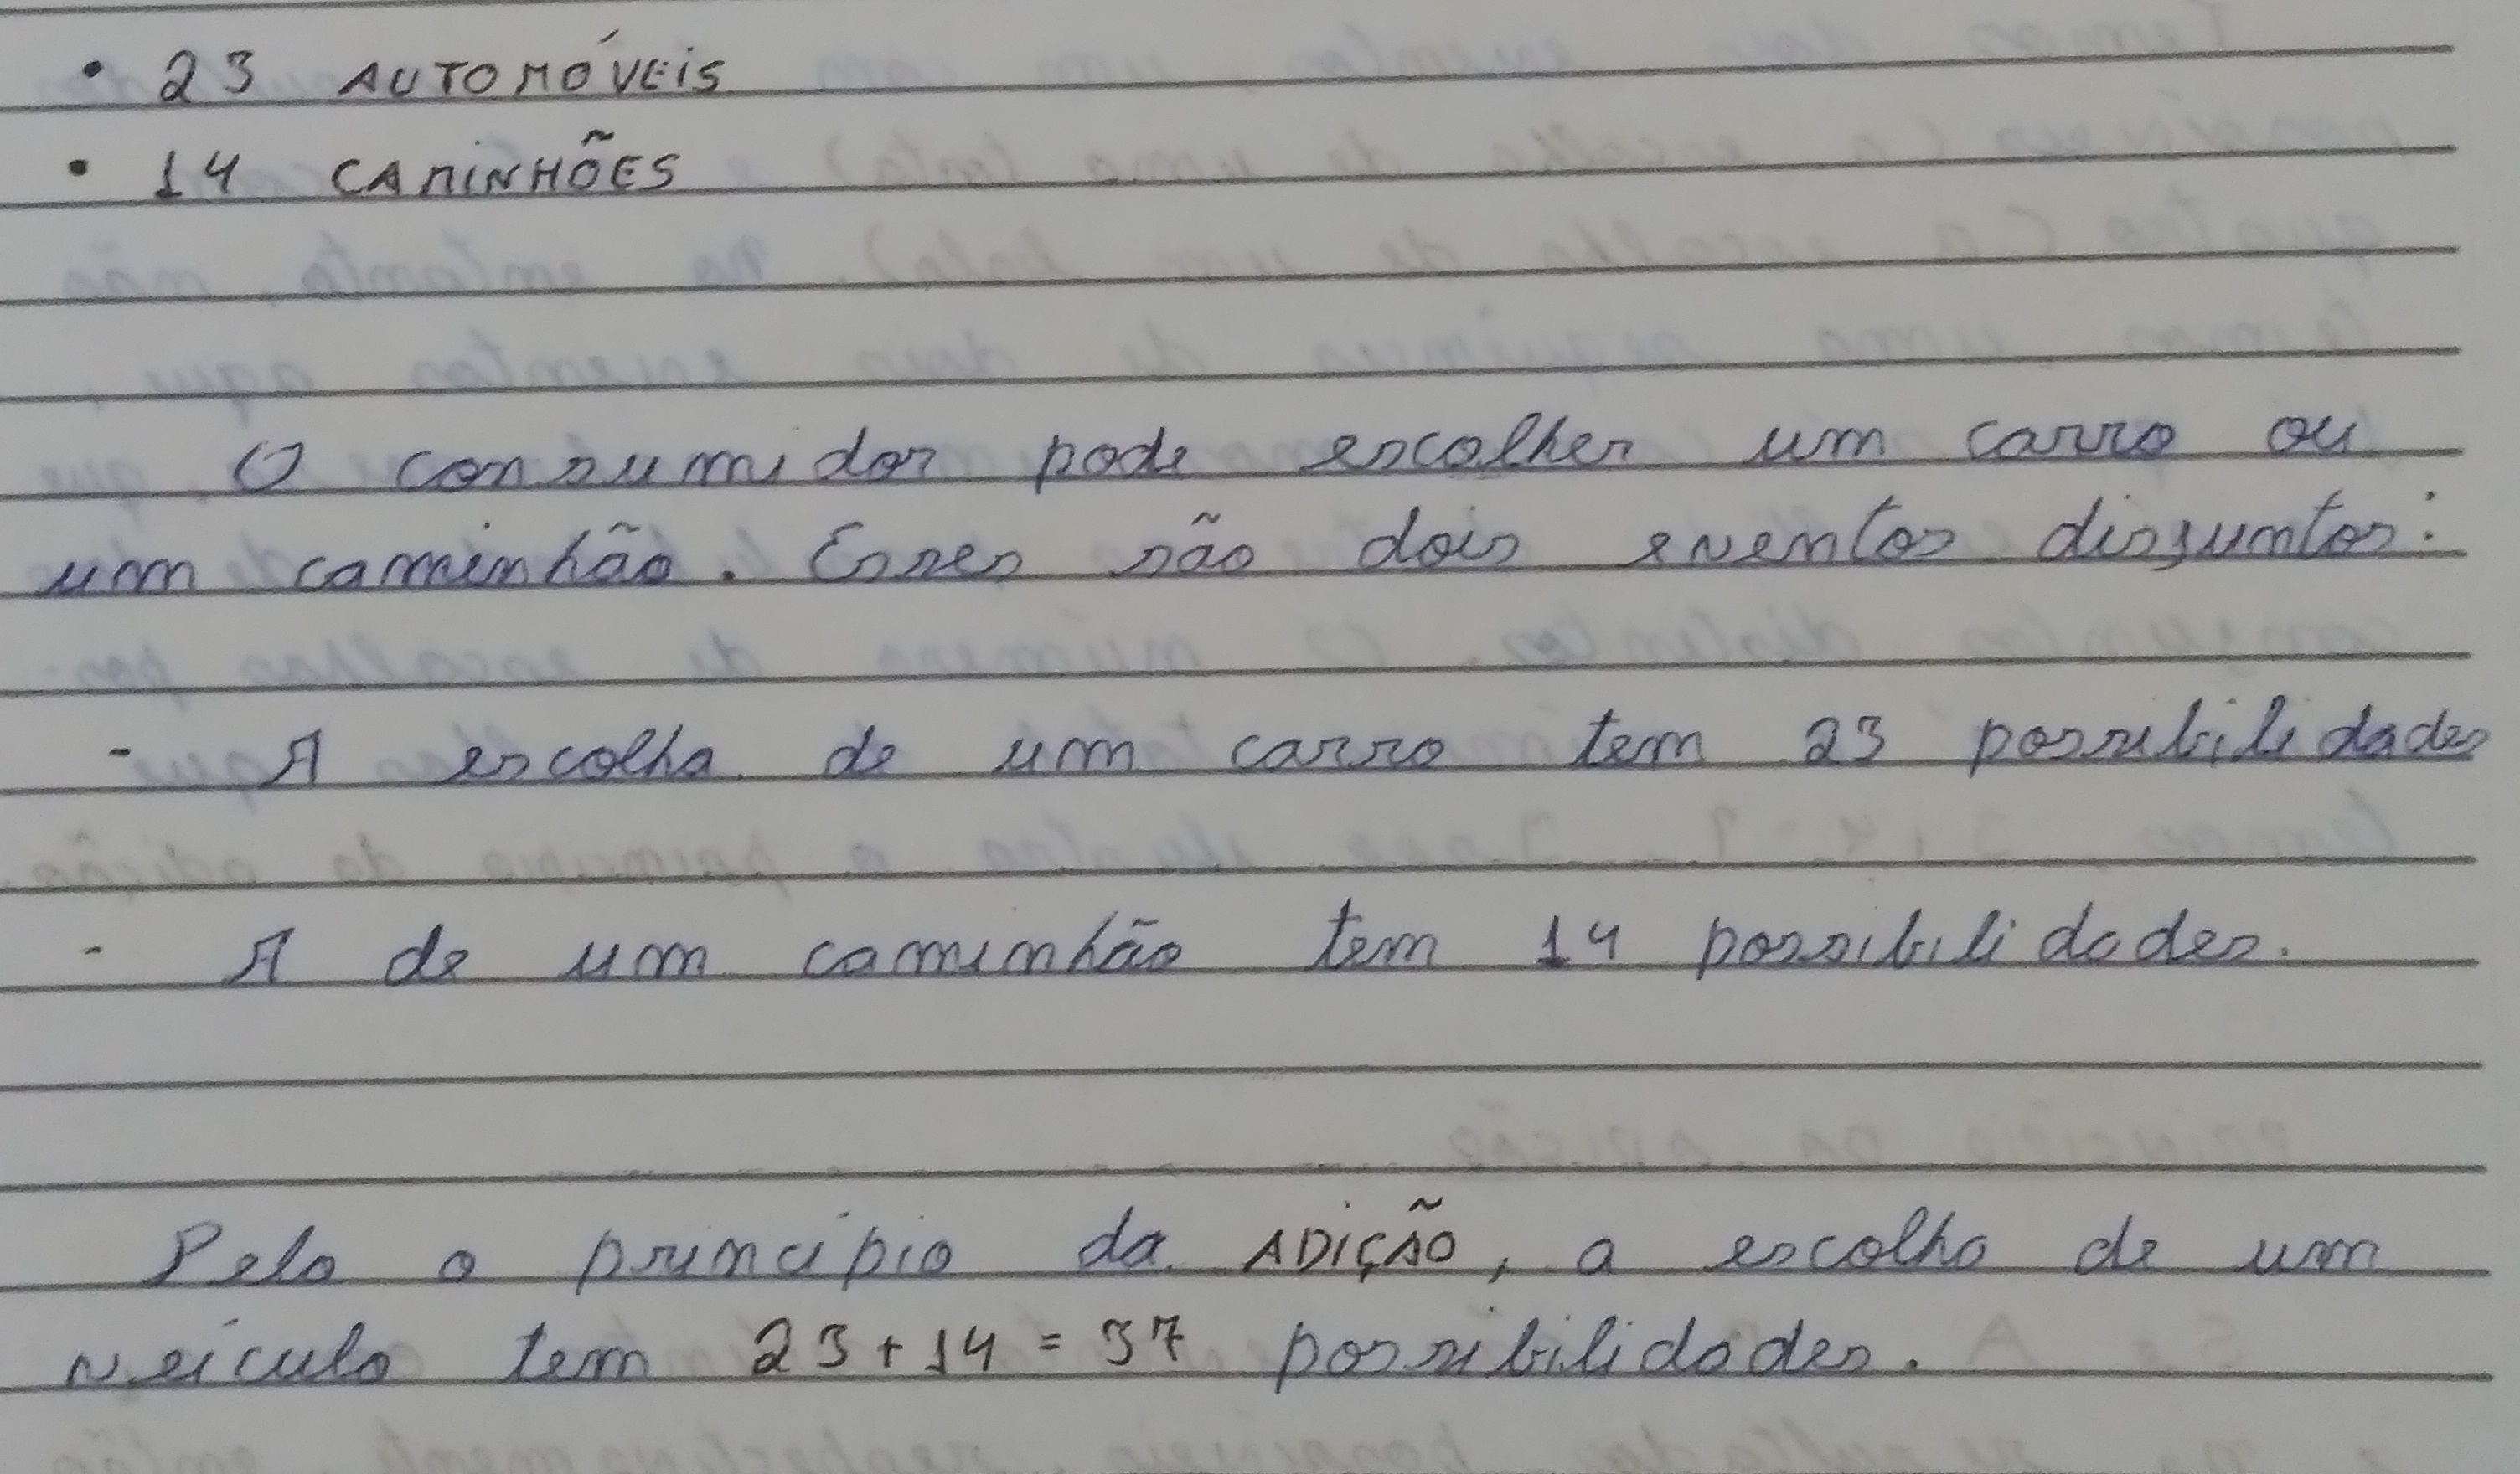 • 23 AUTOMÓVEIS
• 14 CAMINHÕES
O consumidor pode escolher um carro ou
um caminhão. Esses são dois eventos disjuntos:
- A escolha de um carro tem 23 possibilidades
- A de um caminhão tem 14 possibilidades.
Pelo o princípio da ADIÇÃO, a escolha de um
veículo tem 23 + 14 = 37 possibilidades.